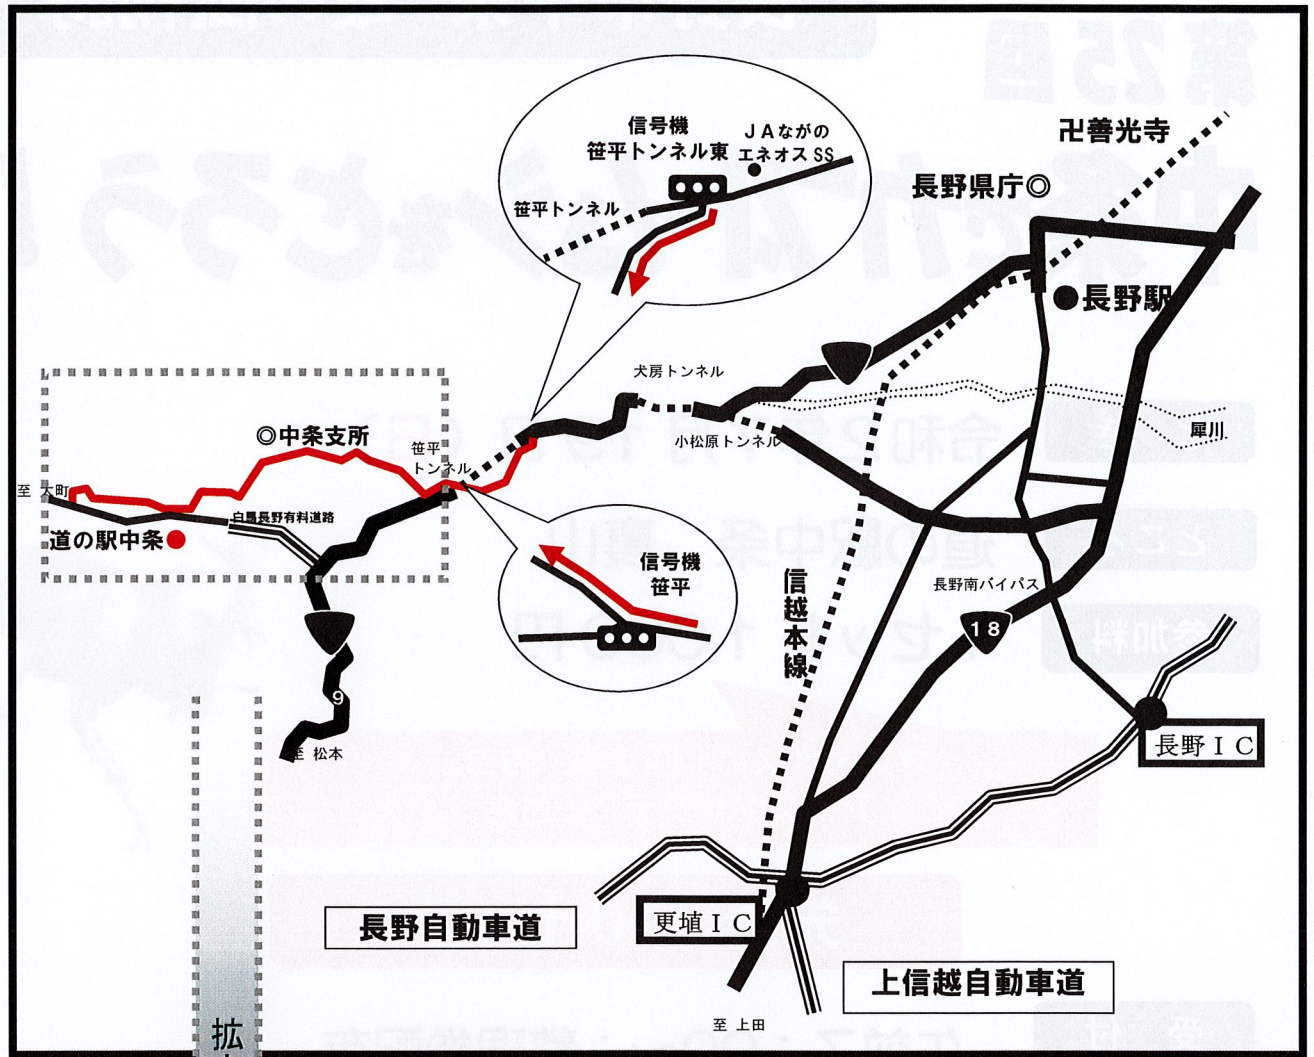 信号機
笹平トンネル東
JAながの
エネオスSS
笹平トンネル
卍善光寺
長野県庁◎
●長野駅
犬房トンネル
小松原トンネル
犀川
◎中条支所
笹平
トンネル
至 大町
白馬長野有料道路
道の駅中条●
信号機
笹平
信越本線
長野南バイパス
18
9
至 松本
長野IC
長野自動車道
更埴IC
上信越自動車道
至 上田
拡